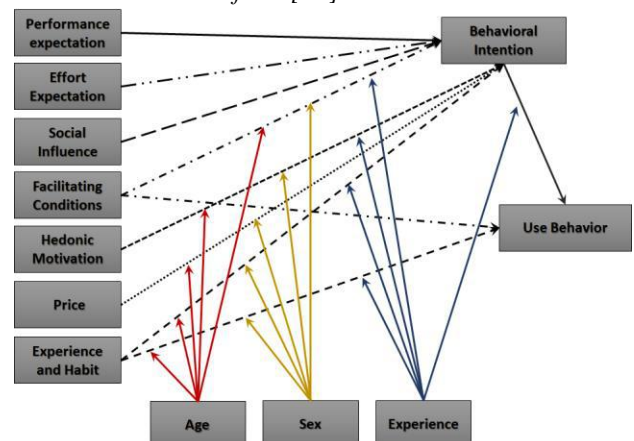 Performance
expectation
Behavioral
Intention
Effort
Expectation
Social
Influence
Facilitating
Conditions
Use Behavior
Hedonic
Motivation
Price
Experience
and Habit
Age
Sex
Experience